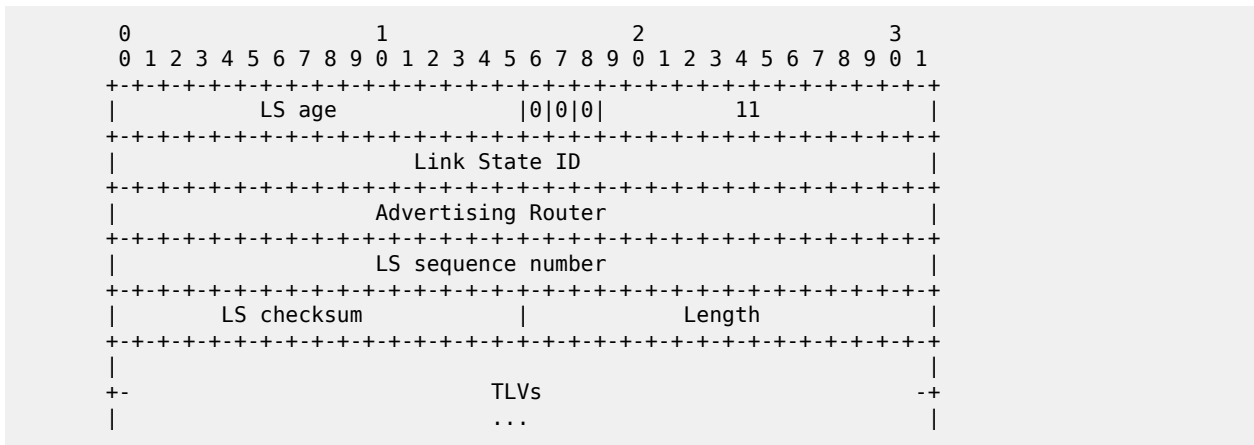 0                   1                   2                   3
 0 1 2 3 4 5 6 7 8 9 0 1 2 3 4 5 6 7 8 9 0 1 2 3 4 5 6 7 8 9 0 1
+-+-+-+-+-+-+-+-+-+-+-+-+-+-+-+-+-+-+-+-+-+-+-+-+-+-+-+-+-+-+-+-+
|           LS age              |0|0|0|          11             |
+-+-+-+-+-+-+-+-+-+-+-+-+-+-+-+-+-+-+-+-+-+-+-+-+-+-+-+-+-+-+-+-+
|                       Link State ID                           |
+-+-+-+-+-+-+-+-+-+-+-+-+-+-+-+-+-+-+-+-+-+-+-+-+-+-+-+-+-+-+-+-+
|                    Advertising Router                         |
+-+-+-+-+-+-+-+-+-+-+-+-+-+-+-+-+-+-+-+-+-+-+-+-+-+-+-+-+-+-+-+-+
|                    LS sequence number                         |
+-+-+-+-+-+-+-+-+-+-+-+-+-+-+-+-+-+-+-+-+-+-+-+-+-+-+-+-+-+-+-+-+
|        LS checksum            |            Length             |
+-+-+-+-+-+-+-+-+-+-+-+-+-+-+-+-+-+-+-+-+-+-+-+-+-+-+-+-+-+-+-+-+
|                                                               |
+-                            TLVs                             -+
|                             ...                               |